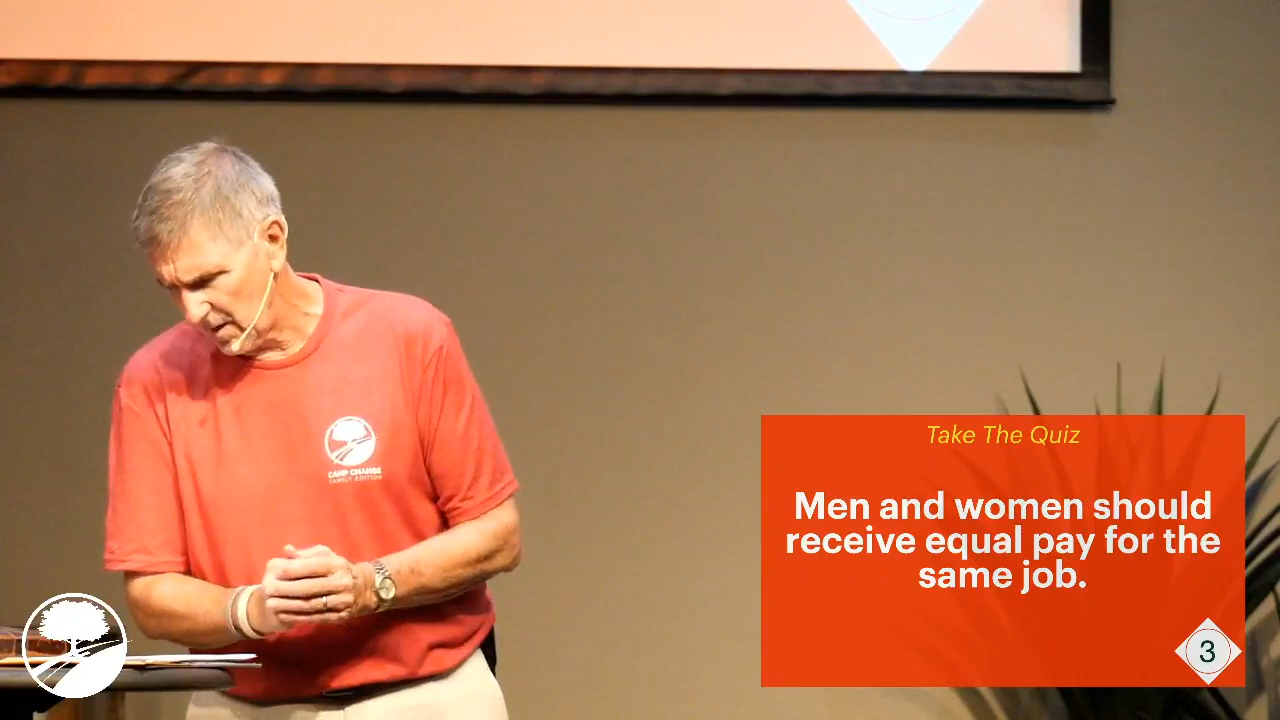 CAMP CHANGE
FAMILY EDITION
Take The Quiz
Men and women should
receive equal pay for the
same job.
3